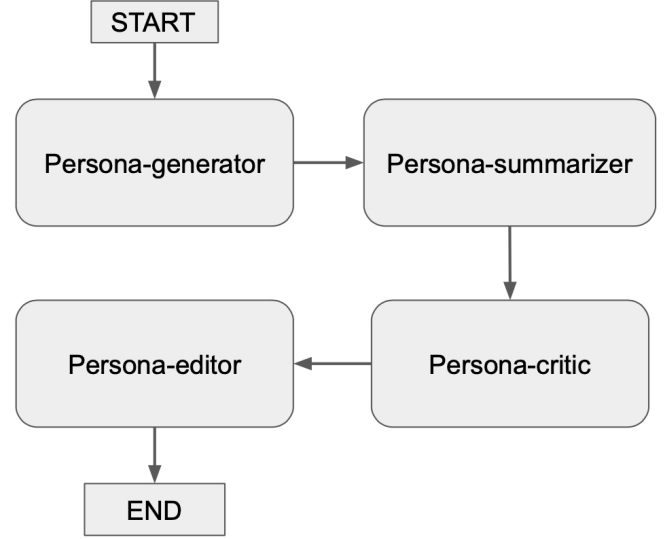 START
Persona-generator
Persona-summarizer
Persona-editor
Persona-critic
END